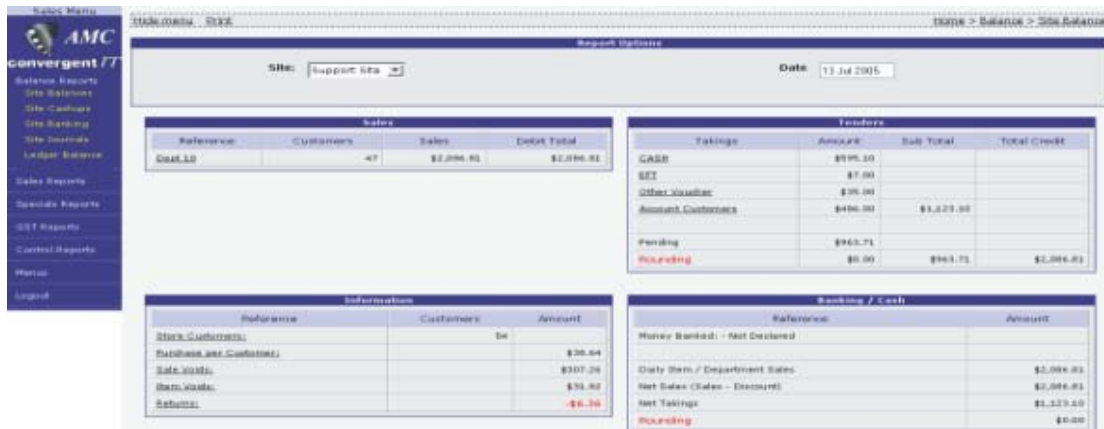 Sales Menu
AMC
convergent IT
Balance Reports
Site Balances
Site Cashups
Site Banking
Site Journals
Ledger Balance
Sales Reports
Specials Reports
GST Reports
Control Reports
Menus
Logout
Hide menu Print
Home > Balance > Site Balance
Report Options
Site: Support Site
Date 13 Jul 2005
Sales
Reference Customers Sales Debit Total
Dept 10 47 $2,086.81 $2,086.81
Tenders
Takings Amount Sub Total Total Credit
CASH $595.10
EFT $7.00
Other Voucher $35.00
Account Customers $486.00 $1,123.10
Pending $963.71
Rounding $0.00 $963.71 $2,086.81
Information
Reference Customers Amount
Store Customers: 54
Purchase per Customer: $38.64
Sale Voids: $307.26
Item Voids:
Returns: -$6.36
Banking / Cash
Reference Amount
Money Banked: - Not Declared
Daily Item / Department Sales $2,086.81
Net Sales (Sales - Discount) $2,086.81
Net Takings $1,123.10
Rounding $0.00